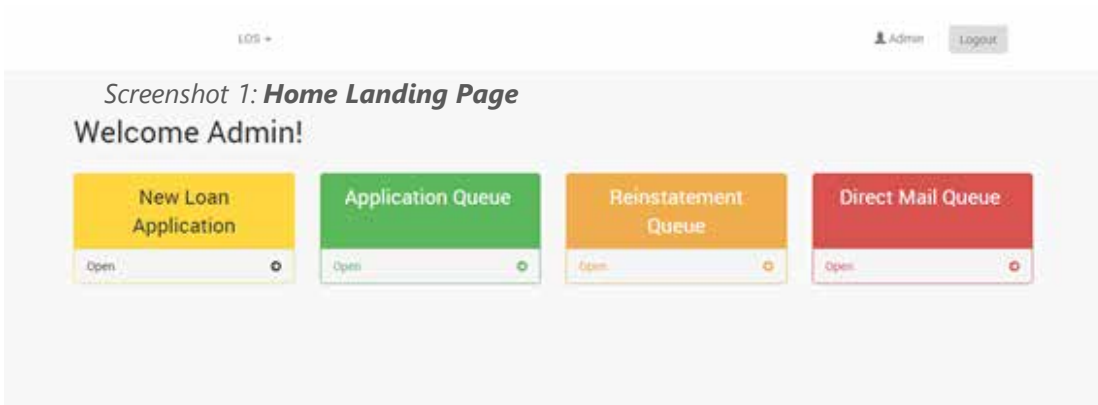 LOS
Admin
Logout
Screenshot 1: Home Landing Page
Welcome Admin!
New Loan
Application
Application Queue
Reinstatement
Queue
Direct Mail Queue
Open
Open
Open
Open